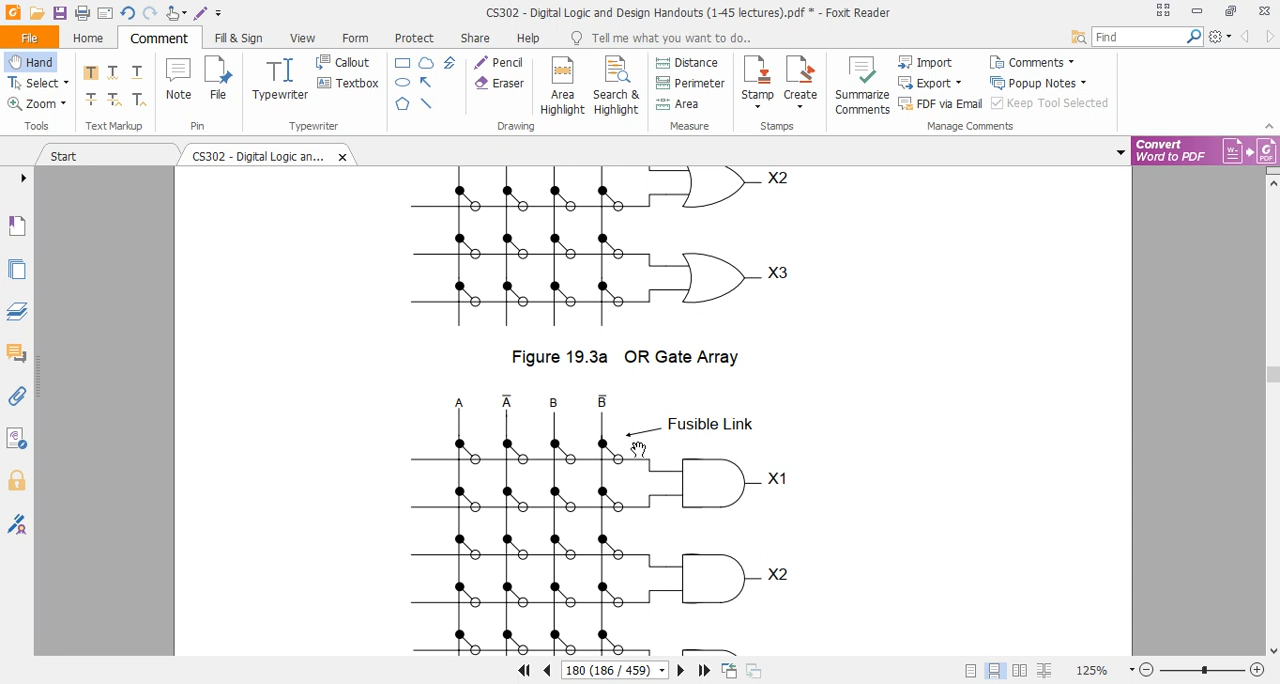 CS302 - Digital Logic and Design Handouts (1-45 lectures).pdf * - Foxit Reader
File Home Comment Fill & Sign View Form Protect Share Help Tell me what you want to do.. Find
Hand
Select
Zoom
Tools
Text Markup
Note
File
Pin
Typewriter
Callout
Textbox
Typewriter
Pencil
Eraser
Area
Highlight
Search &
Highlight
Drawing
Distance
Perimeter
Area
Measure
Stamp
Create
Stamps
Summarize
Comments
Import
Export
FDF via Email
Comments
Popup Notes
Keep Tool Selected
Manage Comments
Start
CS302 - Digital Logic an...
Convert
Word to PDF
X2
X3
Figure 19.3a OR Gate Array
A A̅ B B̅
Fusible Link
X1
X2
180 (186 / 459)
125%